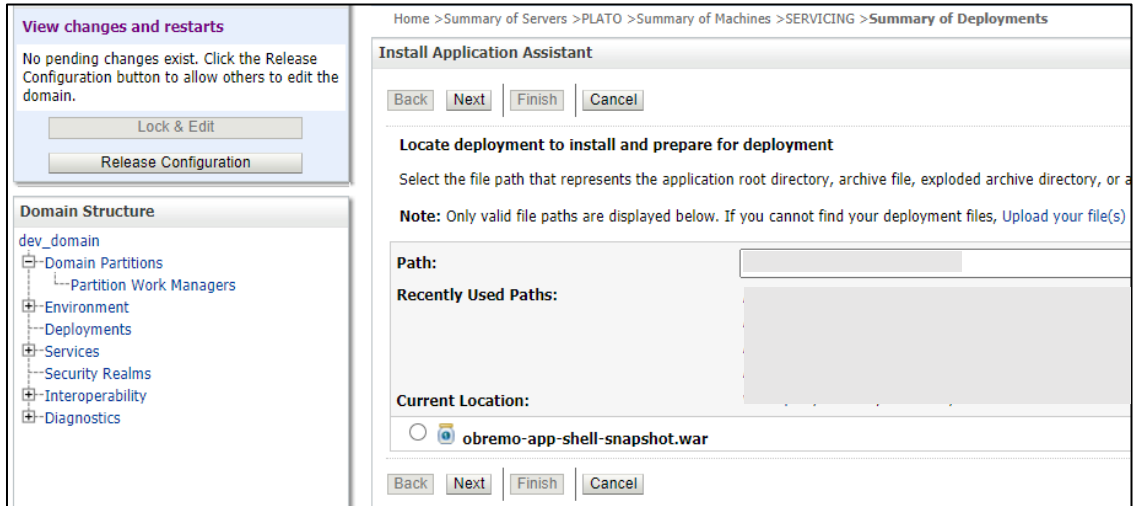 View changes and restarts
No pending changes exist. Click the Release
Configuration button to allow others to edit the
domain.
Lock & Edit
Release Configuration
Domain Structure
dev_domain
Domain Partitions
Partition Work Managers
Environment
Deployments
Services
Security Realms
Interoperability
Diagnostics
Home >Summary of Servers >PLATO >Summary of Machines >SERVICING >Summary of Deployments
Install Application Assistant
Back Next Finish Cancel
Locate deployment to install and prepare for deployment
Select the file path that represents the application root directory, archive file, exploded archive directory, or a
Note: Only valid file paths are displayed below. If you cannot find your deployment files, Upload your file(s)
Path:
Recently Used Paths:
Current Location:
obremo-app-shell-snapshot.war
Back Next Finish Cancel